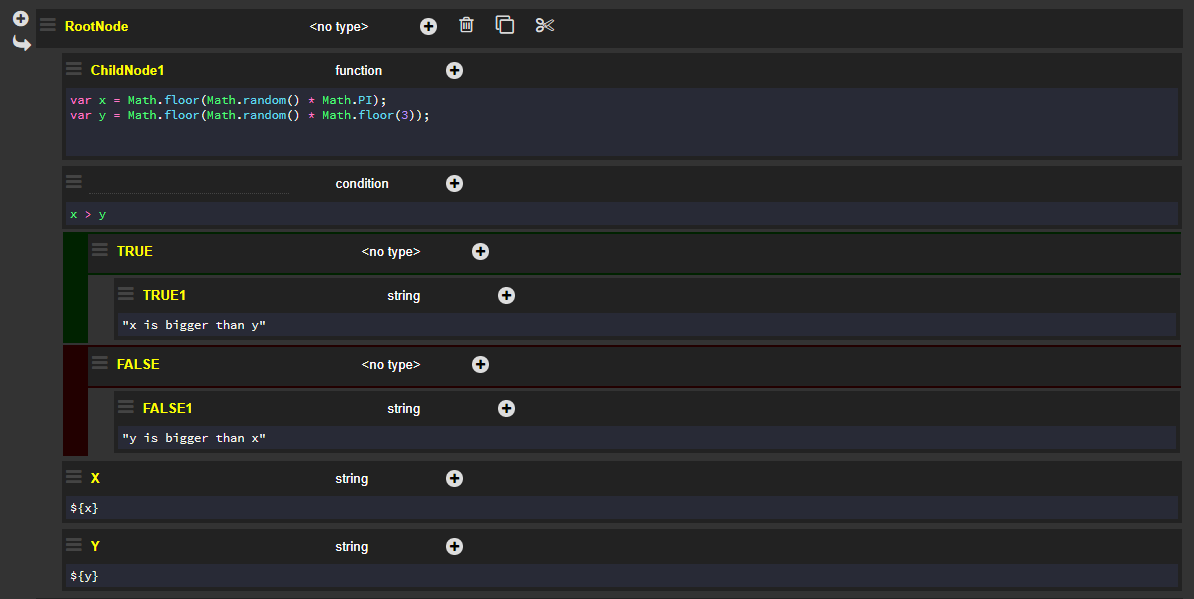 RootNode <no type>
ChildNode1 function
var x = Math.floor(Math.random() * Math.PI);
var y = Math.floor(Math.random() * Math.floor(3));
condition
x > y
TRUE <no type>
TRUE1 string
"x is bigger than y"
FALSE <no type>
FALSE1 string
"y is bigger than x"
X string
${x}
Y string
${y}